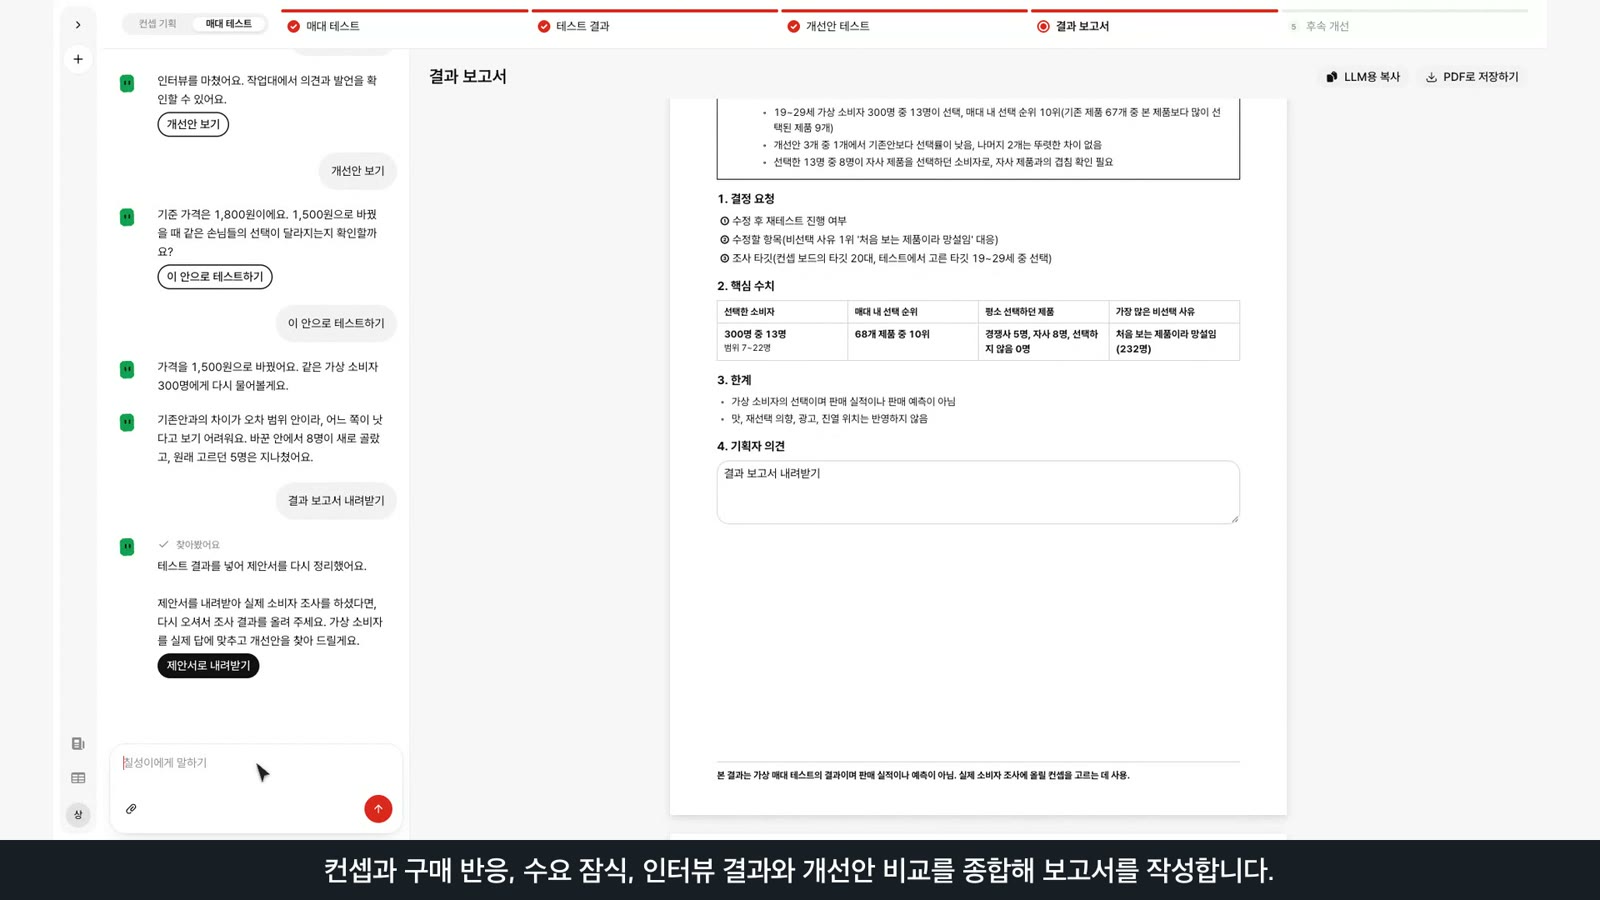 컨셉 기획
매대 테스트
매대 테스트
테스트 결과
개선안 테스트
결과 보고서
5 후속 개선
인터뷰를 마쳤어요. 작업대에서 의견과 발언을 확
인할 수 있어요.
개선안 보기
개선안 보기
기준 가격은 1,800원이에요. 1,500원으로 바꿨
을 때 같은 손님들의 선택이 달라지는지 확인할까
요?
이 안으로 테스트하기
이 안으로 테스트하기
가격을 1,500원으로 바꿨어요. 같은 가상 소비자
300명에게 다시 물어볼게요.
기존안과의 차이가 오차 범위 안이라, 어느 쪽이 낫
다고 보기 어려워요. 바꾼 안에서 8명이 새로 골랐
고, 원래 고르던 5명은 지나쳤어요.
결과 보고서 내려받기
찾아봤어요
테스트 결과를 넣어 제안서를 다시 정리했어요.
제안서를 내려받아 실제 소비자 조사를 하셨다면,
다시 오셔서 조사 결과를 올려 주세요. 가상 소비자
를 실제 답에 맞추고 개선안을 찾아 드릴게요.
제안서로 내려받기
칠성이에게 말하기
상
결과 보고서
LLM용 복사
PDF로 저장하기
• 19~29세 가상 소비자 300명 중 13명이 선택, 매대 내 선택 순위 10위(기존 제품 67개 중 본 제품보다 많이 선
택된 제품 9개)
• 개선안 3개 중 1개에서 기존안보다 선택률이 낮음, 나머지 2개는 뚜렷한 차이 없음
• 선택한 13명 중 8명이 자사 제품을 선택하던 소비자로, 자사 제품과의 겹침 확인 필요
1. 결정 요청
① 수정 후 재테스트 진행 여부
② 수정할 항목(비선택 사유 1위 '처음 보는 제품이라 망설임' 대응)
③ 조사 타깃(컨셉 보드의 타깃 20대, 테스트에서 고른 타깃 19~29세 중 선택)
2. 핵심 수치
선택한 소비자
매대 내 선택 순위
평소 선택하던 제품
가장 많은 비선택 사유
300명 중 13명
범위 7~22명
68개 제품 중 10위
경쟁사 5명, 자사 8명, 선택하
지 않음 0명
처음 보는 제품이라 망설임
(232명)
3. 한계
• 가상 소비자의 선택이며 판매 실적이나 판매 예측이 아님
• 맛, 재선택 의향, 광고, 진열 위치는 반영하지 않음
4. 기획자 의견
결과 보고서 내려받기
본 결과는 가상 매대 테스트의 결과이며 판매 실적이나 예측이 아님. 실제 소비자 조사에 올릴 컨셉을 고르는 데 사용.
컨셉과 구매 반응, 수요 잠식, 인터뷰 결과와 개선안 비교를 종합해 보고서를 작성합니다.